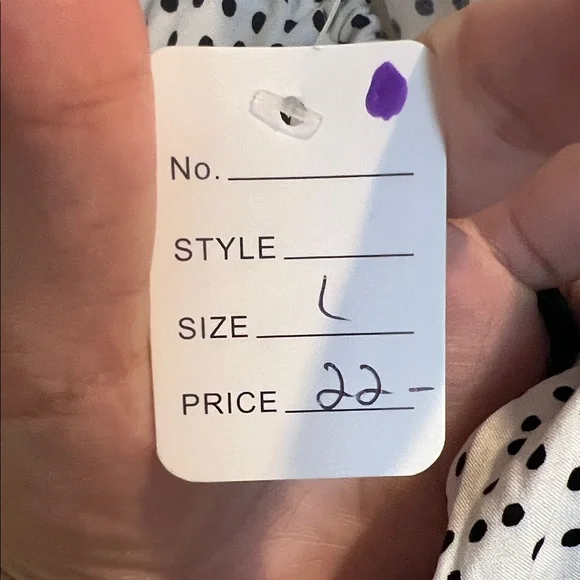 No.
STYLE
SIZE L
PRICE 22-